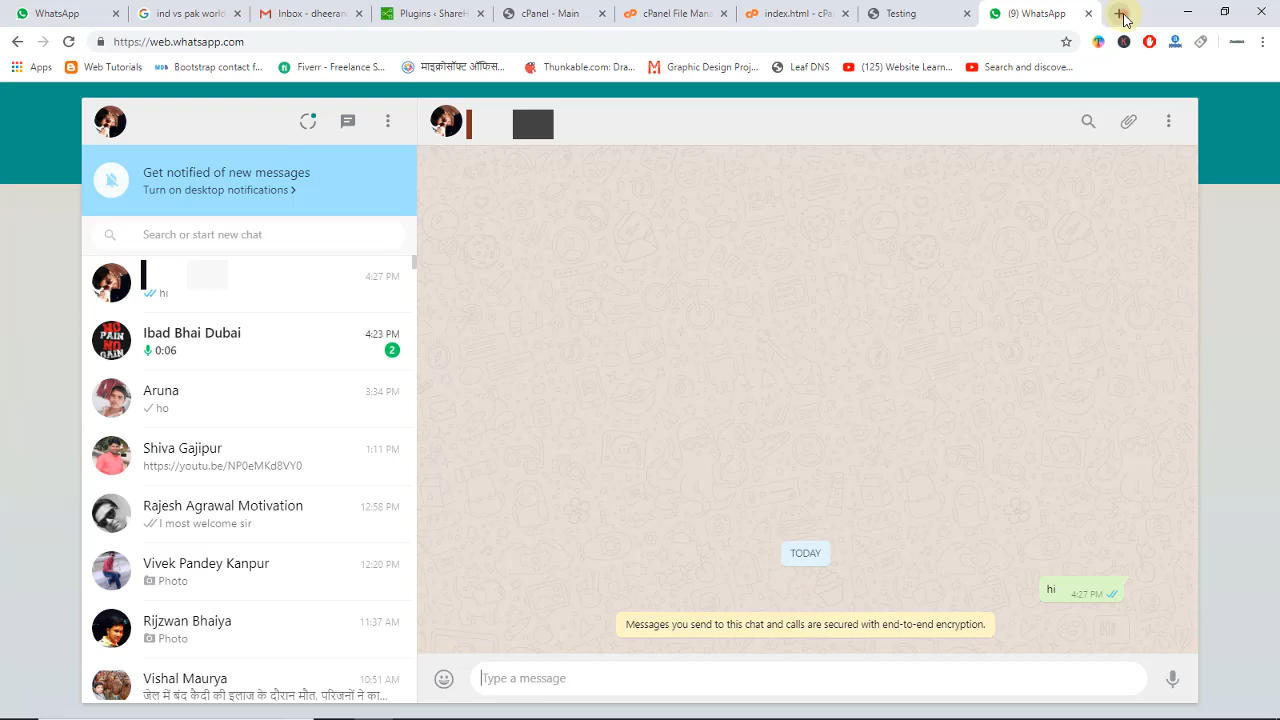 WhatsApp
ind vs pak world
Inbox - dheeran
Plugins « ShareH
cPanel - Main
cPanel File Mana
index.html - cPa
Testing
(9) WhatsApp
https://web.whatsapp.com
Apps
Web Tutorials
Bootstrap contact f...
Fiverr - Freelance S...
माइक्रोसॉफ्ट ऑफिस...
Thunkable.com: Dra...
Graphic Design Proj...
Leaf DNS
(125) Website Learn...
Search and discove...
Get notified of new messages
Turn on desktop notifications
Search or start new chat
4:27 PM
hi
Ibad Bhai Dubai
4:23 PM
0:06
2
NO PAIN
NO GAIN
Aruna
3:34 PM
ho
Shiva Gajipur
1:11 PM
https://youtu.be/NP0eMKd8VY0
Rajesh Agrawal Motivation
12:58 PM
I most welcome sir
Vivek Pandey Kanpur
12:20 PM
Photo
Rijzwan Bhaiya
11:37 AM
Photo
Vishal Maurya
10:51 AM
जेल में बंद कैदी की इलाज के दौरान मौत, परिजनों ने का...
TODAY
hi
4:27 PM
Messages you send to this chat and calls are secured with end-to-end encryption.
Type a message